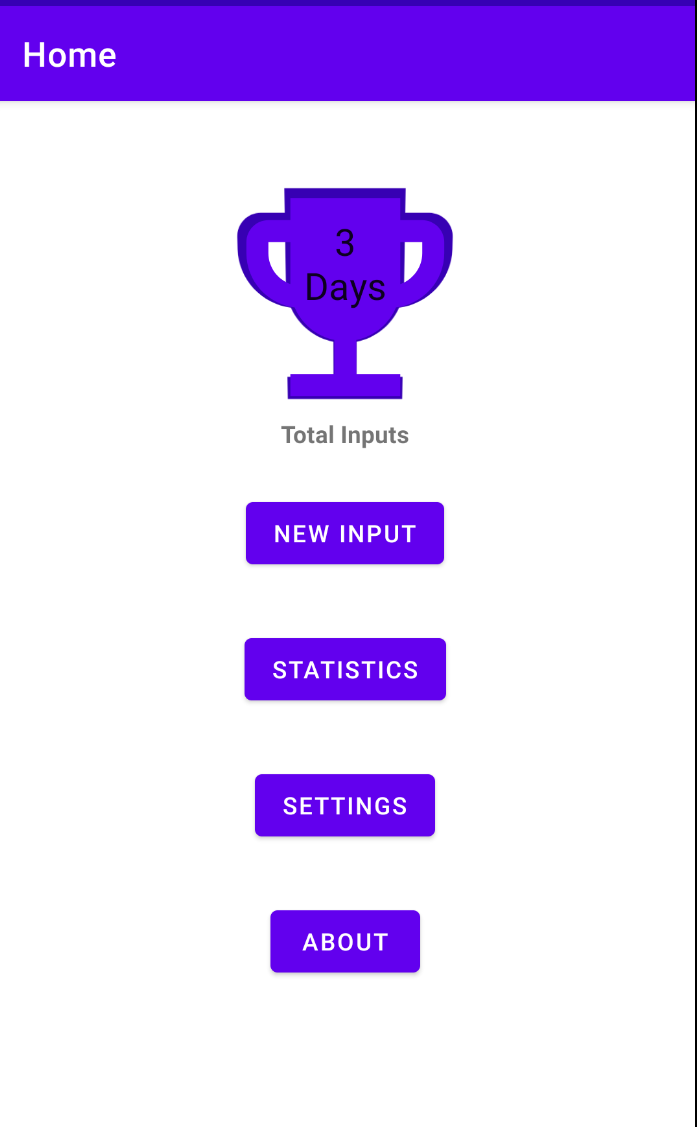 Home
3
Days
Total Inputs
NEW INPUT
STATISTICS
SETTINGS
ABOUT